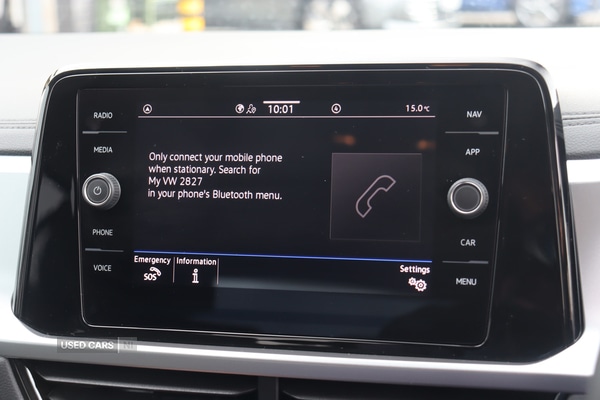 RADIO
MEDIA
PHONE
VOICE
10:01
15.0°C
Only connect your mobile phone
when stationary. Search for
My VW 2827
in your phone's Bluetooth menu.
Emergency
SOS
Information
i
Settings
NAV
APP
CAR
MENU
USED CARS NI